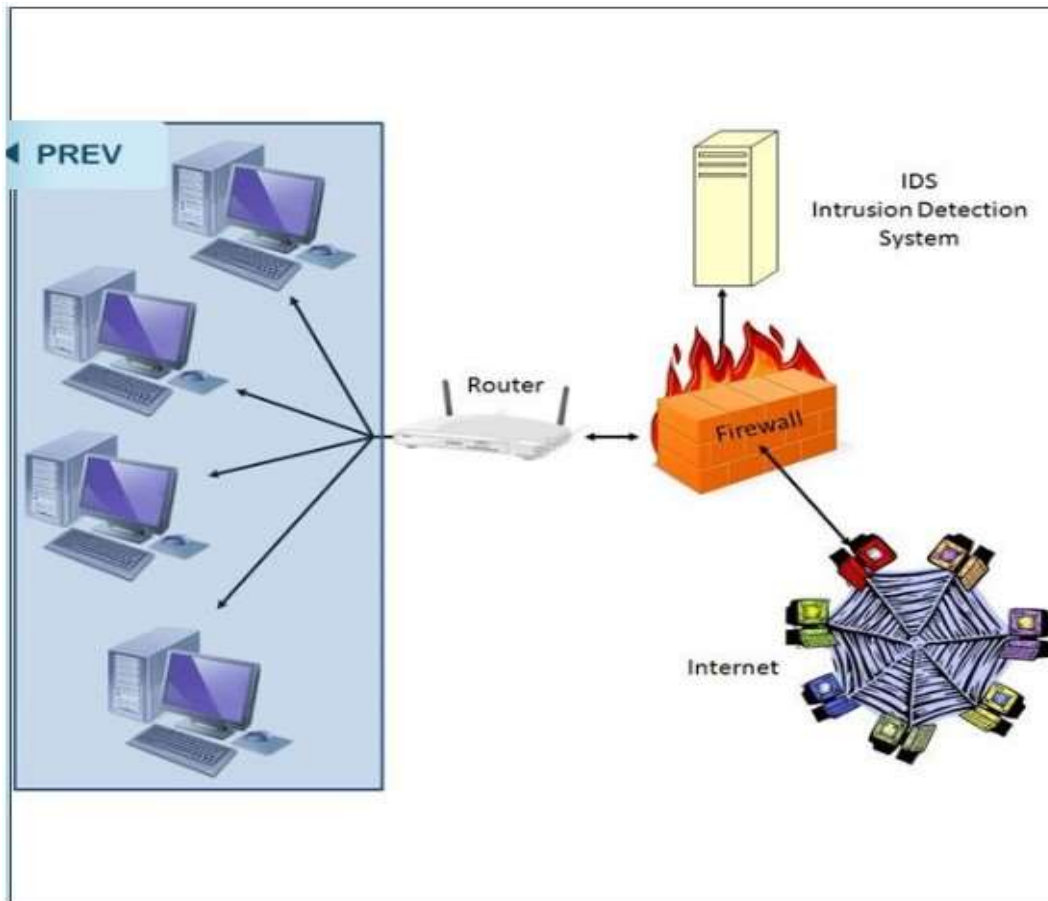 PREV
IDS
Intrusion Detection
System
Router
Firewall
Internet